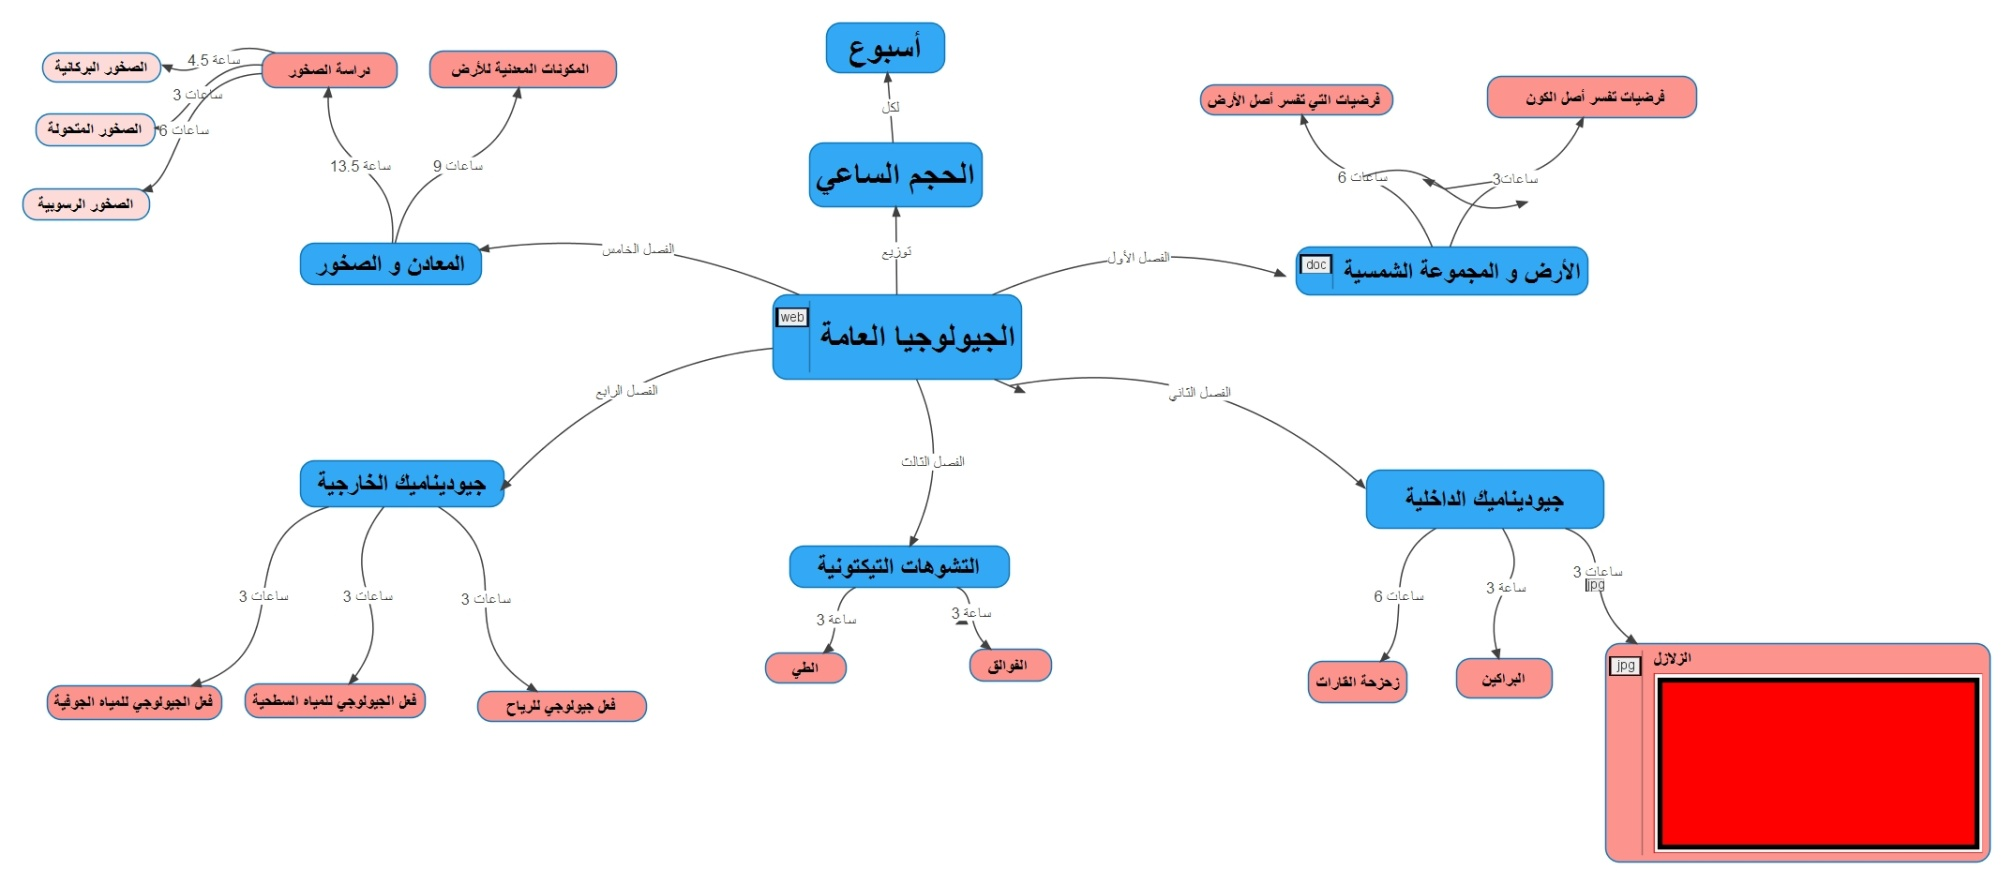 أسبوع
لكل
الحجم الساعي
توزيع
الجيولوجيا العامة
web
الفصل الأول
الأرض و المجموعة الشمسية
doc
ساعات3
فرضيات تفسر أصل الكون
ساعات 6
فرضيات التي تفسر أصل الأرض
الفصل الثاني
جيوديناميك الداخلية
ساعات 3
jpg
الزلازل
jpg
ساعة 3
البراكين
ساعات 6
زحزحة القارات
الفصل الثالث
التشوهات التيكتونية
ساعة 3
الفوالق
ساعة 3
الطي
الفصل الرابع
جيوديناميك الخارجية
ساعات 3
فعل جيولوجي للرياح
ساعات 3
فعل الجيولوجي للمياه السطحية
ساعات 3
فعل الجيولوجي للمياه الجوفية
الفصل الخامس
المعادن و الصخور
ساعات 9
المكونات المعدنية للأرض
ساعة 13.5
دراسة الصخور
ساعة 4.5
الصخور البركانية
ساعات 3
الصخور المتحولة
ساعات 6
الصخور الرسوبية